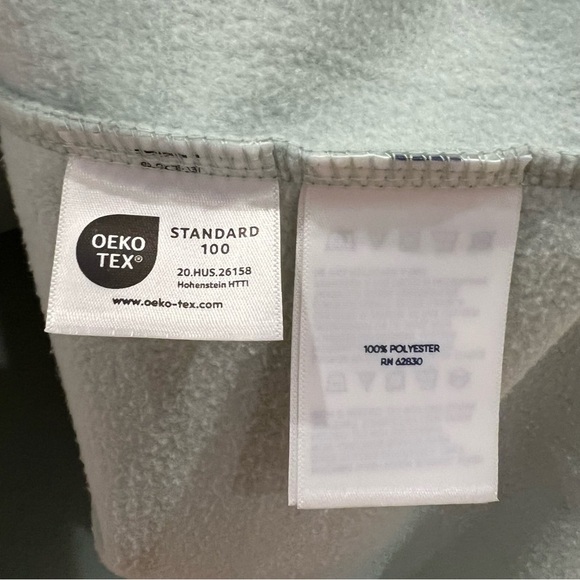 OEKO
TEX®
STANDARD
100
20.HUS.26158
Hohenstein HTTI
www.oeko-tex.com
100% POLYESTER
RN 62830